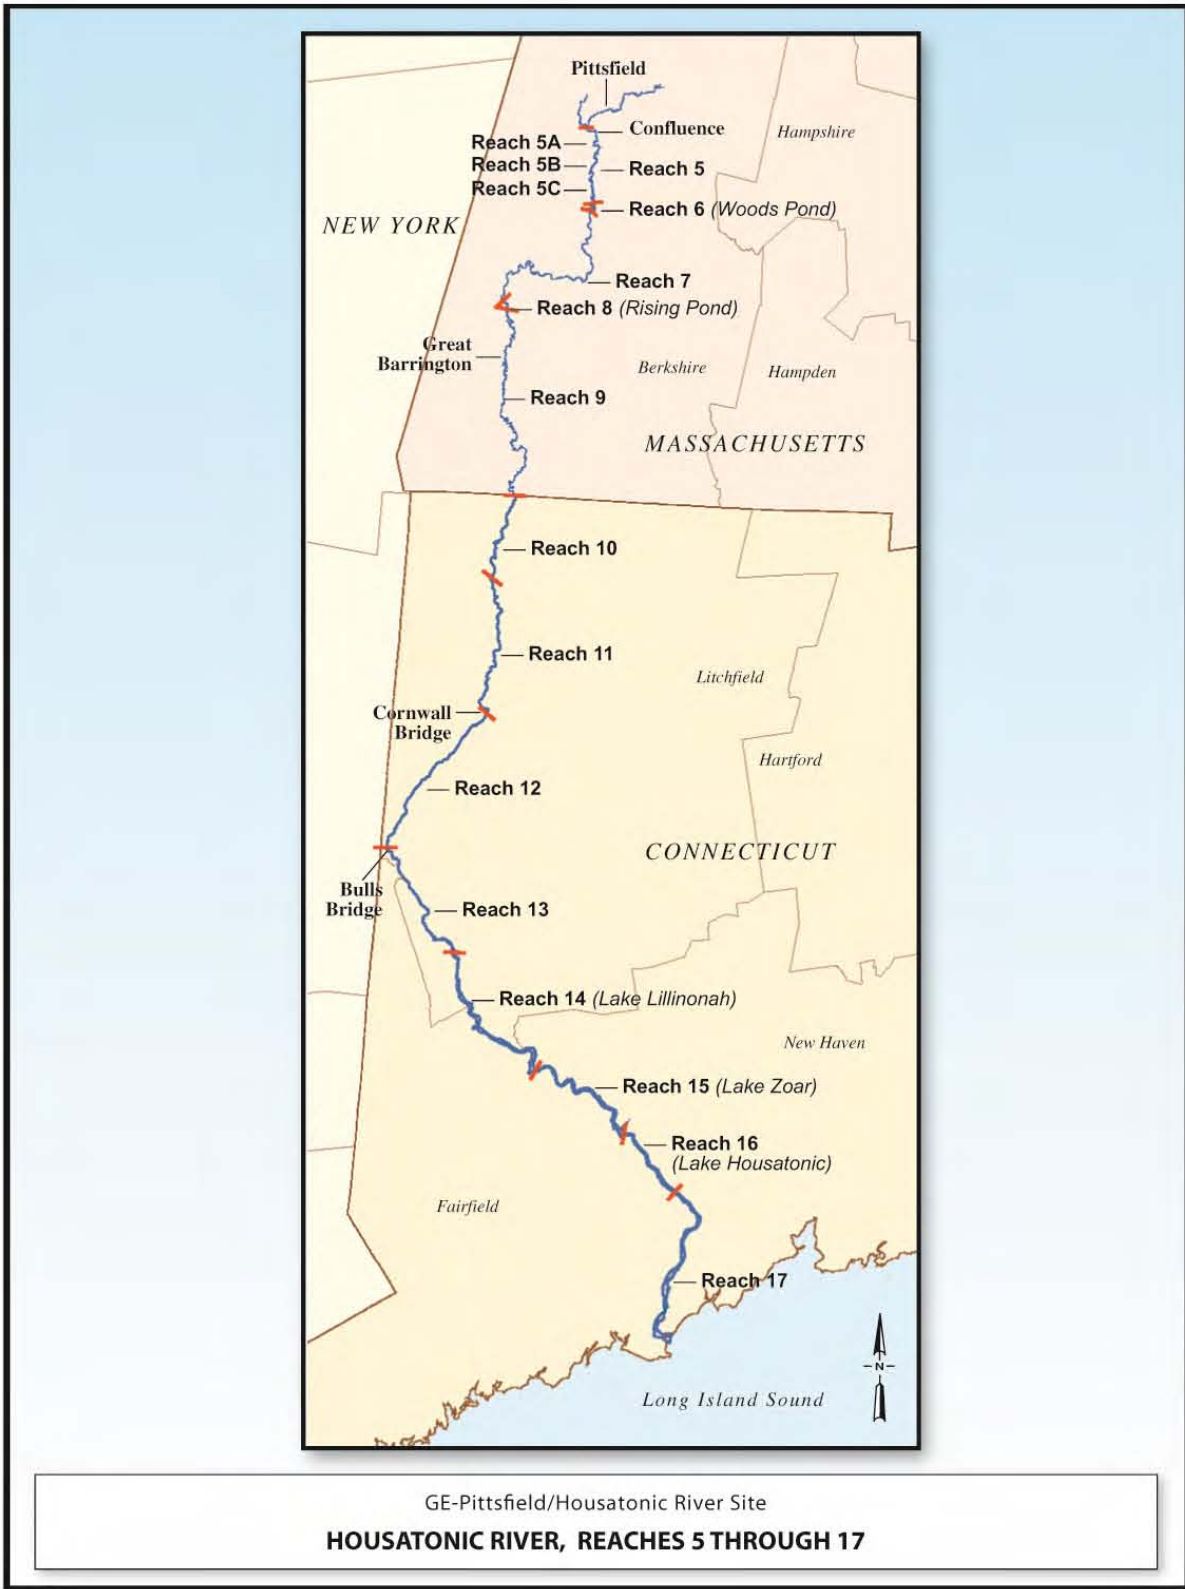 Pittsfield
Confluence
Hampshire
Reach 5A
Reach 5B
Reach 5
Reach 5C
Reach 6 (Woods Pond)
NEW YORK
Reach 7
Reach 8 (Rising Pond)
Great
Barrington
Berkshire
Hampden
Reach 9
MASSACHUSETTS
Reach 10
Reach 11
Litchfield
Cornwall
Bridge
Hartford
Reach 12
CONNECTICUT
Bulls
Bridge
Reach 13
Reach 14 (Lake Lillinonah)
New Haven
Reach 15 (Lake Zoar)
Reach 16
(Lake Housatonic)
Fairfield
Reach 17
N
Long Island Sound
GE-Pittsfield/Housatonic River Site
HOUSATONIC RIVER, REACHES 5 THROUGH 17